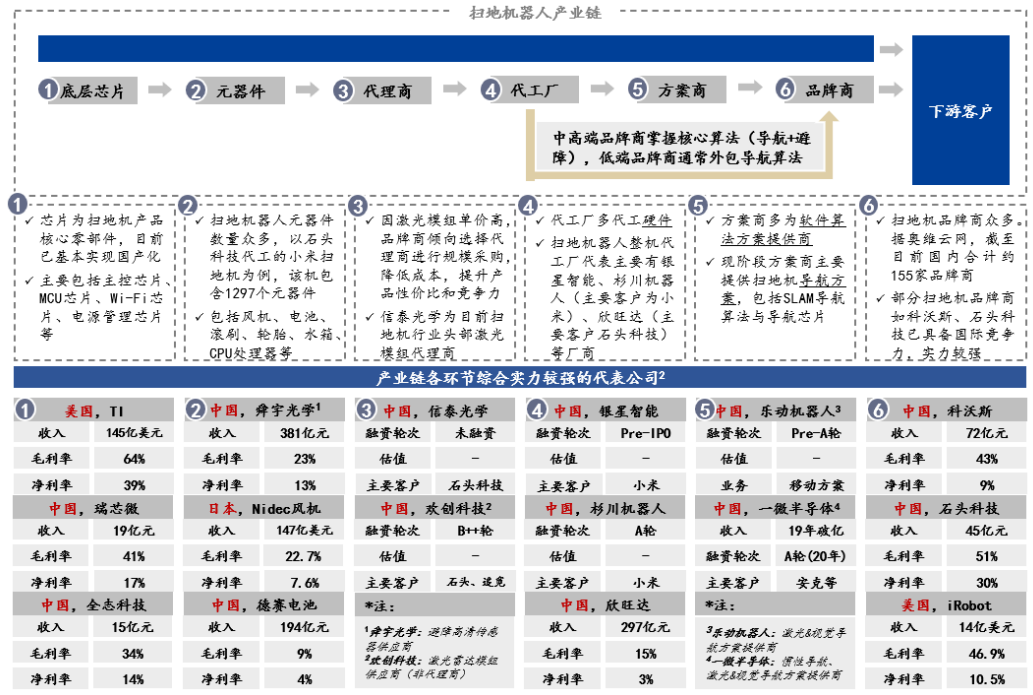 扫地机器人产业链
1 底层芯片
2 元器件
3 代理商
4 代工厂
5 方案商
6 品牌商
下游客户
中高端品牌商掌握核心算法（导航+避
障），低端品牌商通常外包导航算法
1
✓ 芯片为扫地机产品
核心零部件，目前
已基本实现国产化
✓ 主要包括主控芯片、
MCU芯片、Wi-Fi芯
片、电源管理芯片
等
2
✓ 扫地机器人元器件
数量众多，以石头
科技代工的小米扫
地机为例，该机包
含1297个元器件
✓ 包括风机、电池、
滚刷、轮胎、水箱、
CPU处理器等
3
✓ 因激光模组单价高，
品牌商倾向选择代
理商进行规模采购，
降低成本，提升产
品性价比和竞争力
✓ 信泰光学为目前扫
地机行业头部激光
模组代理商
4
✓ 代工厂多代工硬件
✓ 扫地机器人整机代
工厂代表主要有银
星智能、杉川机器
人（主要客户为小
米）、欣旺达（主
要客户石头科技）
等厂商
5
✓ 方案商多为软件算
法方案提供商
✓ 现阶段方案商主要
提供扫地机导航方
案，包括SLAM导航
算法与导航芯片
6
✓ 扫地机品牌商众多。
据奥维云网，截至
目前国内合计约
155家品牌商
✓ 部分扫地机品牌商
如科沃斯、石头科
技已具备国际竞争
力，实力较强
产业链各环节综合实力较强的代表公司2
1 美国，TI
收入 145亿美元
毛利率 64%
净利率 39%
中国，瑞芯微
收入 19亿元
毛利率 41%
净利率 17%
中国，全志科技
收入 15亿元
毛利率 34%
净利率 14%
2 中国，舜宇光学1
收入 381亿元
毛利率 23%
净利率 13%
日本，Nidec风机
收入 147亿美元
毛利率 22.7%
净利率 7.6%
中国，德赛电池
收入 194亿元
毛利率 9%
净利率 4%
3 中国，信泰光学
融资轮次 未融资
估值 –
主要客户 石头科技
中国，欢创科技2
融资轮次 B++轮
估值 –
主要客户 石头、追觅
*注：
1舜宇光学：避障高清传感
器供应商
2欢创科技：激光雷达模组
供应商（非代理商）
4 中国，银星智能
融资轮次 Pre-IPO
估值 –
主要客户 小米
中国，杉川机器人
融资轮次 A轮
估值 –
主要客户 小米
中国，欣旺达
收入 297亿元
毛利率 15%
净利率 3%
5 中国，乐动机器人3
融资轮次 Pre-A轮
估值 –
业务 移动方案
中国，一微半导体4
收入 19年破亿
融资轮次 A轮(20年)
主要客户 安克等
*注：
3乐动机器人：激光&视觉导
航方案提供商
4一微半导体：惯性导航、
激光&视觉导航方案提供商
6 中国，科沃斯
收入 72亿元
毛利率 43%
净利率 9%
中国，石头科技
收入 45亿元
毛利率 51%
净利率 30%
美国，iRobot
收入 14亿美元
毛利率 46.9%
净利率 10.5%